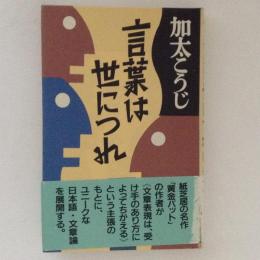 加太こうじ
言葉は
世につれ
紙芝居の名作
『黄金バット』
の作者が
〈文章表現は、受
け手のあり方に
よってちがえる〉
という主張の
もとに、
ユニークな
日本語・文章論
を展開する。